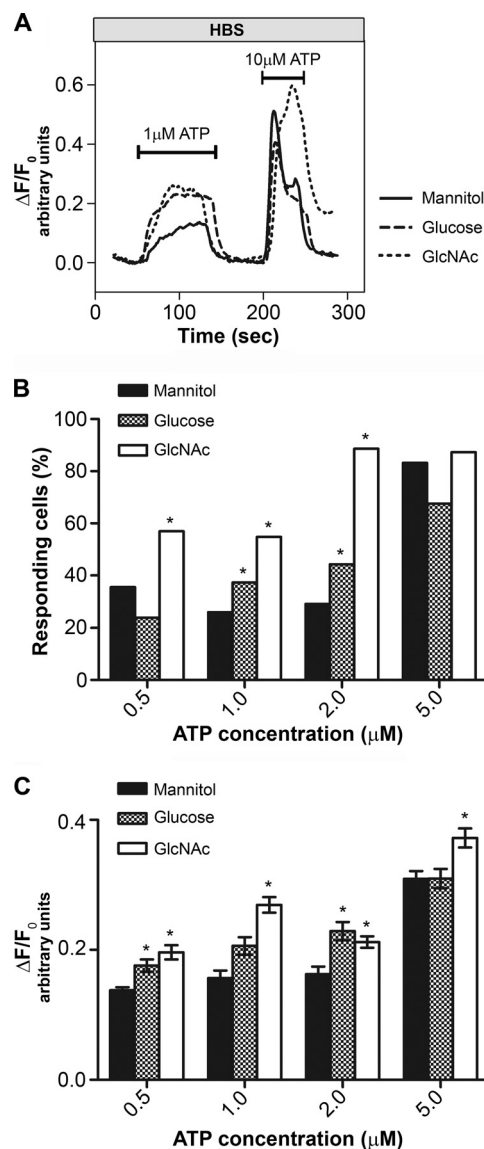 A
HBS
10μM ATP
1μM ATP
0.6
0.4
0.2
0.0
ΔF/F0
arbitrary units
Mannitol
Glucose
GlcNAc
0 100 200 300
Time (sec)
B
Mannitol
Glucose
GlcNAc
100
80
60
40
20
0
Responding cells (%)
* * * * *
0.5 1.0 2.0 5.0
ATP concentration (μM)
C
Mannitol
Glucose
GlcNAc
0.4
0.2
0.0
ΔF/F0
arbitrary units
* * * * * *
0.5 1.0 2.0 5.0
ATP concentration (μM)